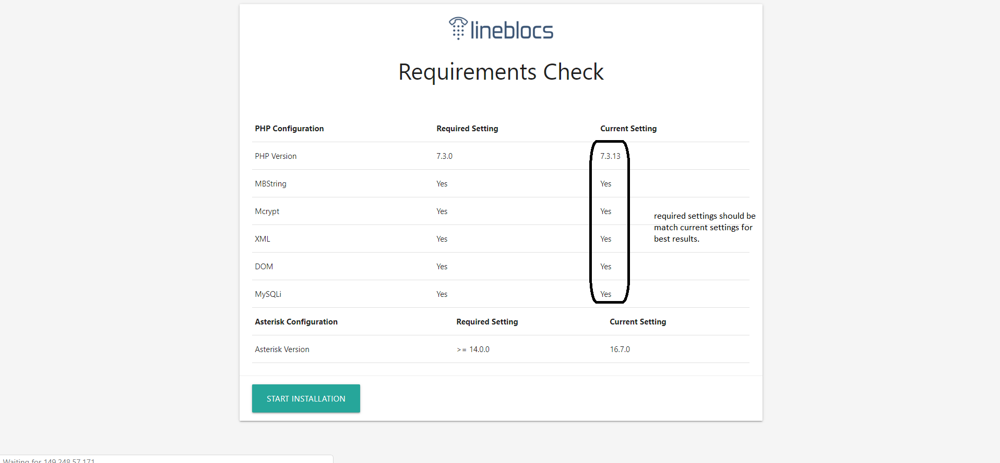 lineblocs
Requirements Check
PHP Configuration Required Setting Current Setting
PHP Version 7.3.0 7.3.13
MBString Yes Yes
Mcrypt Yes Yes
XML Yes Yes
DOM Yes Yes
MySQLi Yes Yes
required settings should be
match current settings for
best results.
Asterisk Configuration Required Setting Current Setting
Asterisk Version >= 14.0.0 16.7.0
START INSTALLATION
Waiting for 149.248.57.171